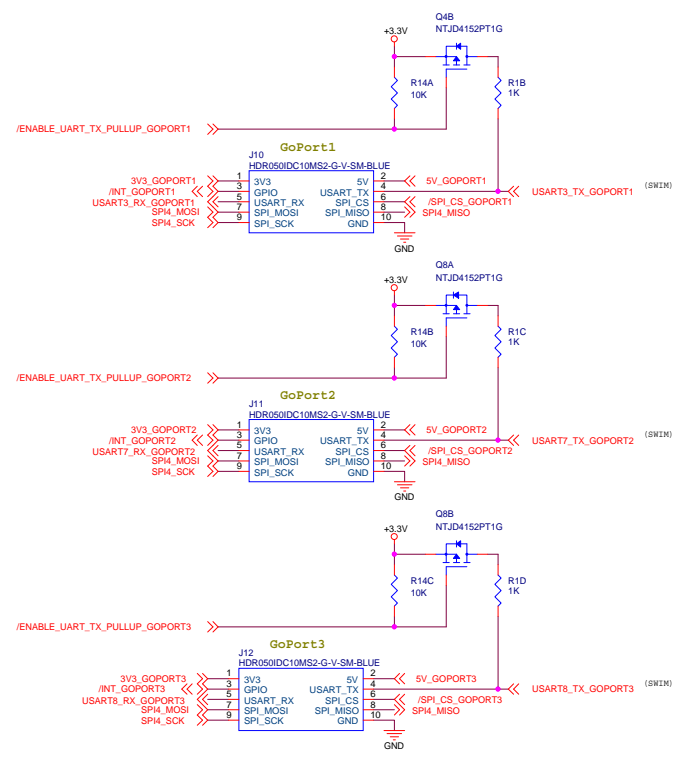 Q4B
NTJD4152PT1G
+3.3V
R14A
10K
R1B
1K
/ENABLE_UART_TX_PULLUP_GOPORT1
GoPort1
J10
HDR050IDC10MS2-G-V-SM-BLUE
3V3_GOPORT1 1 3V3 5V 2 5V_GOPORT1
/INT_GOPORT1 3 GPIO USART_TX 4 USART3_TX_GOPORT1 (SWIM)
USART3_RX_GOPORT1 5 USART_RX SPI_CS 6 /SPI_CS_GOPORT1
SPI4_MOSI 7 SPI_MOSI SPI_MISO 8 SPI4_MISO
SPI4_SCK 9 SPI_SCK GND 10
GND
Q8A
NTJD4152PT1G
+3.3V
R14B
10K
R1C
1K
/ENABLE_UART_TX_PULLUP_GOPORT2
GoPort2
J11
HDR050IDC10MS2-G-V-SM-BLUE
3V3_GOPORT2 1 3V3 5V 2 5V_GOPORT2
/INT_GOPORT2 3 GPIO USART_TX 4 USART7_TX_GOPORT2 (SWIM)
USART7_RX_GOPORT2 5 USART_RX SPI_CS 6 /SPI_CS_GOPORT2
SPI4_MOSI 7 SPI_MOSI SPI_MISO 8 SPI4_MISO
SPI4_SCK 9 SPI_SCK GND 10
GND
Q8B
NTJD4152PT1G
+3.3V
R14C
10K
R1D
1K
/ENABLE_UART_TX_PULLUP_GOPORT3
GoPort3
J12
HDR050IDC10MS2-G-V-SM-BLUE
3V3_GOPORT3 1 3V3 5V 2 5V_GOPORT3
/INT_GOPORT3 3 GPIO USART_TX 4 USART8_TX_GOPORT3 (SWIM)
USART8_RX_GOPORT3 5 USART_RX SPI_CS 6 /SPI_CS_GOPORT3
SPI4_MOSI 7 SPI_MOSI SPI_MISO 8 SPI4_MISO
SPI4_SCK 9 SPI_SCK GND 10
GND